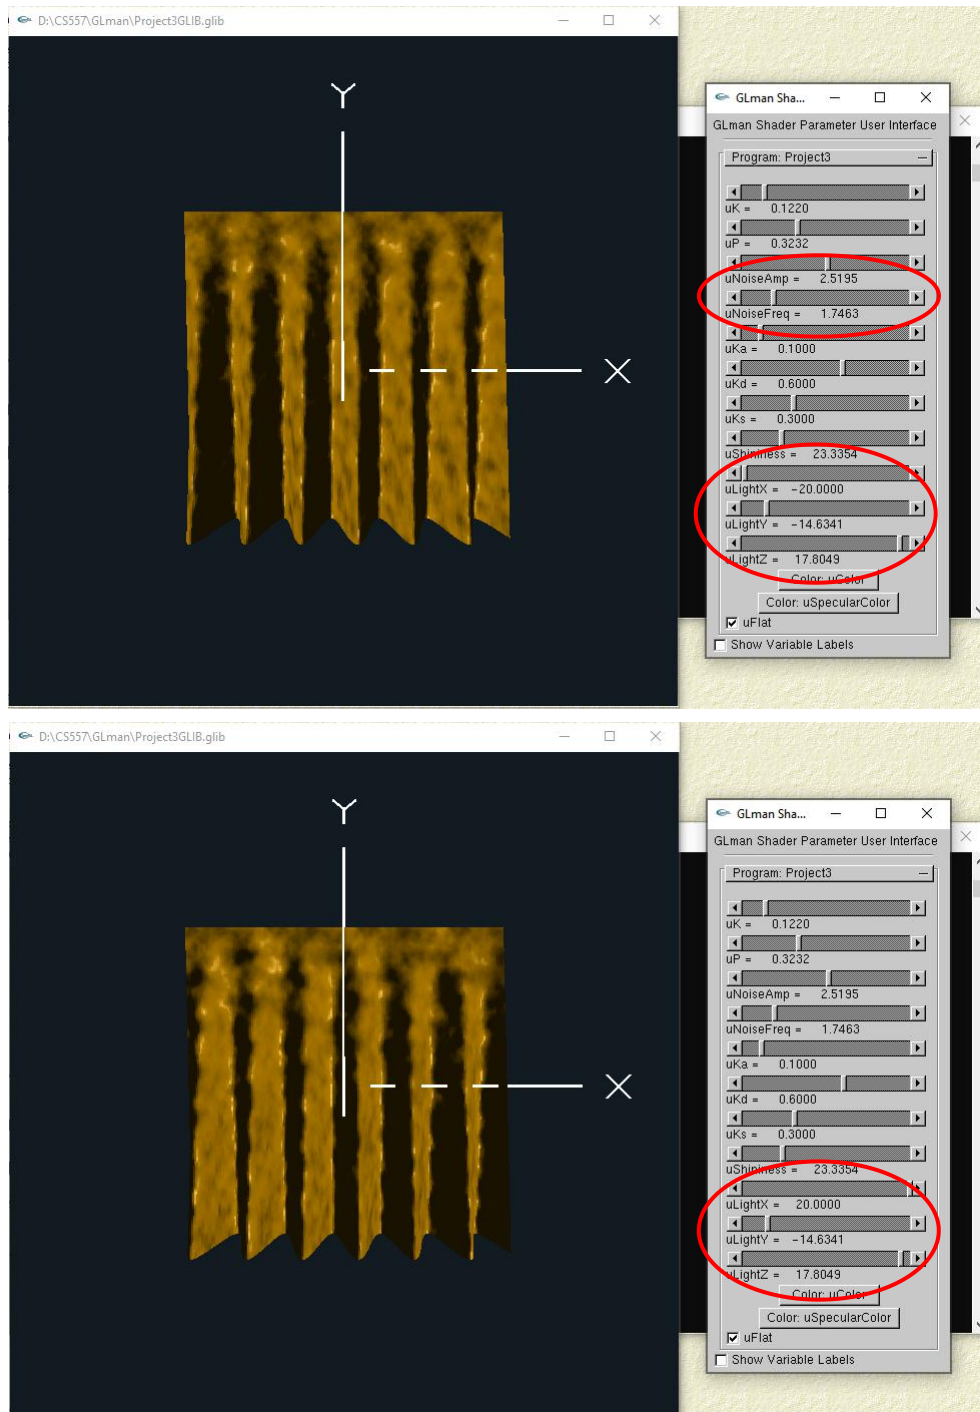 D:\CS557\GLman\Project3GLIB.glib
Y
X
GLman Sha...
GLman Shader Parameter User Interface
Program: Project3
uK = 0.1220
uP = 0.3232
uNoiseAmp = 2.5195
uNoiseFreq = 1.7463
uKa = 0.1000
uKd = 0.6000
uKs = 0.3000
uShininess = 23.3354
uLightX = -20.0000
uLightY = -14.6341
uLightZ = 17.8049
Color: uColor
Color: uSpecularColor
uFlat
Show Variable Labels
D:\CS557\GLman\Project3GLIB.glib
Y
X
GLman Sha...
GLman Shader Parameter User Interface
Program: Project3
uK = 0.1220
uP = 0.3232
uNoiseAmp = 2.5195
uNoiseFreq = 1.7463
uKa = 0.1000
uKd = 0.6000
uKs = 0.3000
uShininess = 23.3354
uLightX = 20.0000
uLightY = -14.6341
uLightZ = 17.8049
Color: uColor
Color: uSpecularColor
uFlat
Show Variable Labels